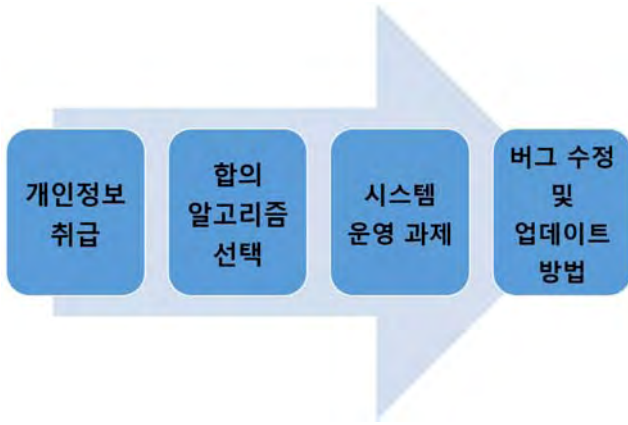 개인정보
취급
합의
알고리즘
선택
시스템
운영 과제
버그 수정
및
업데이트
방법